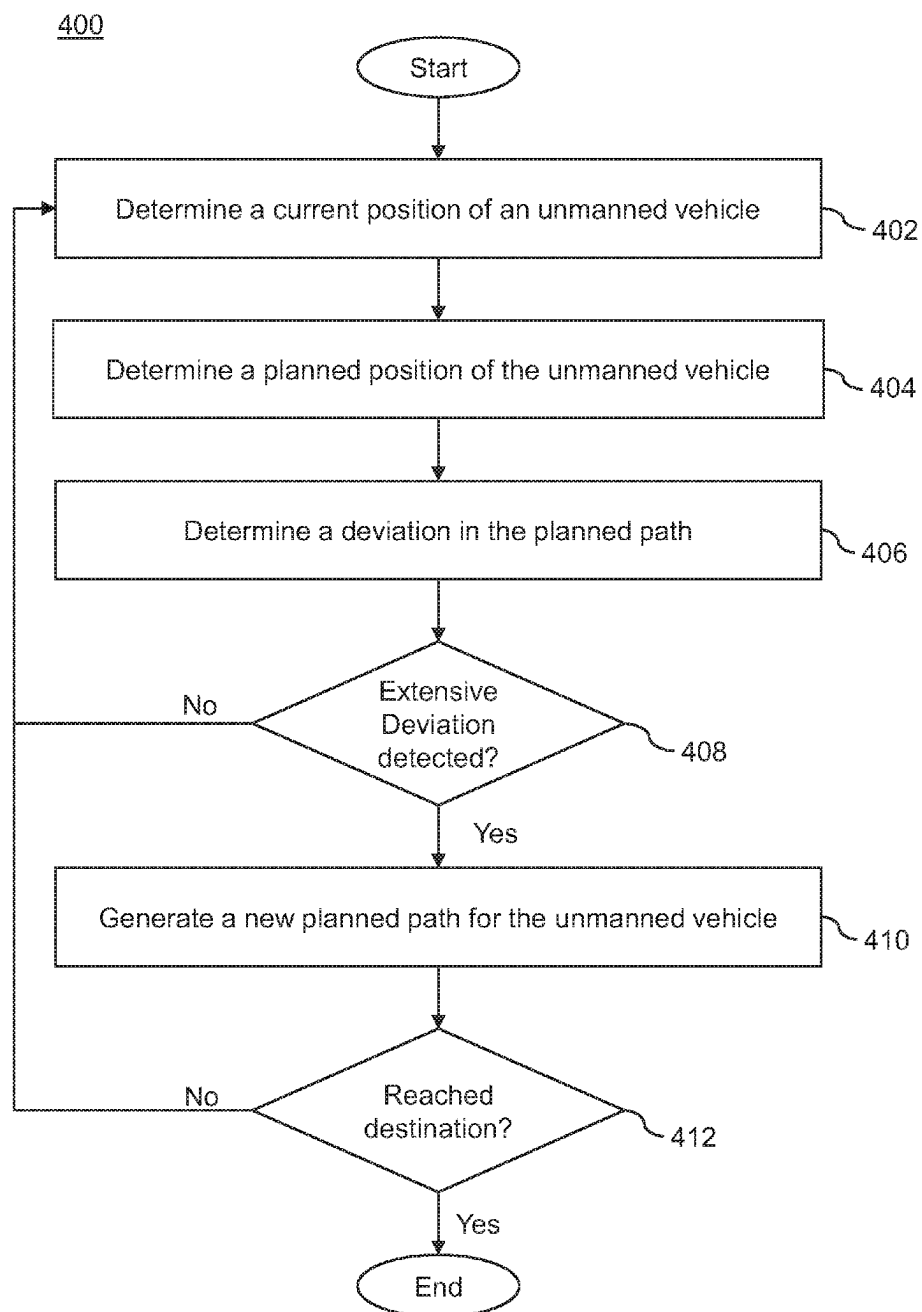 400
Start
Determine a current position of an unmanned vehicle
402
Determine a planned position of the unmanned vehicle
404
Determine a deviation in the planned path
406
Extensive
Deviation
detected?
No
408
Yes
Generate a new planned path for the unmanned vehicle
410
Reached
destination?
No
412
Yes
End